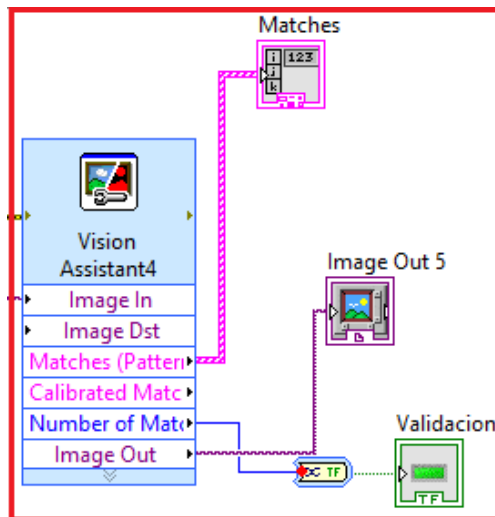 Matches
i 123
j
k
Vision
Assistant4
Image In
Image Out 5
Image Dst
Matches (Patter
Calibrated Matc
Number of Matc
Validacion
Image Out
TF
TF